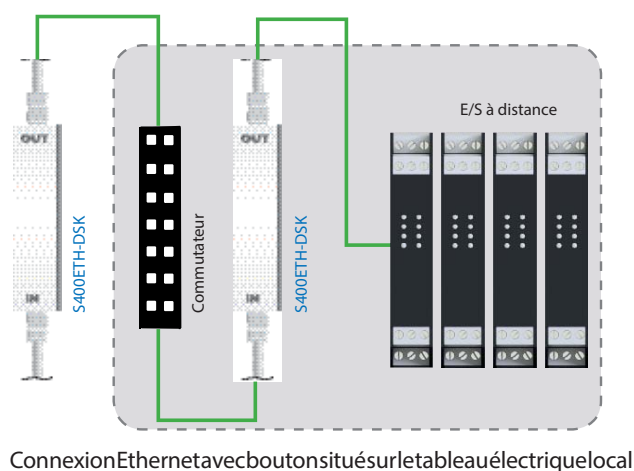 OUT
IN
S400ETH-DSK
Commutateur
OUT
IN
S400ETH-DSK
E/S à distance
ConnexionEthernetavecboutonsituésurletableauélectriquelocal